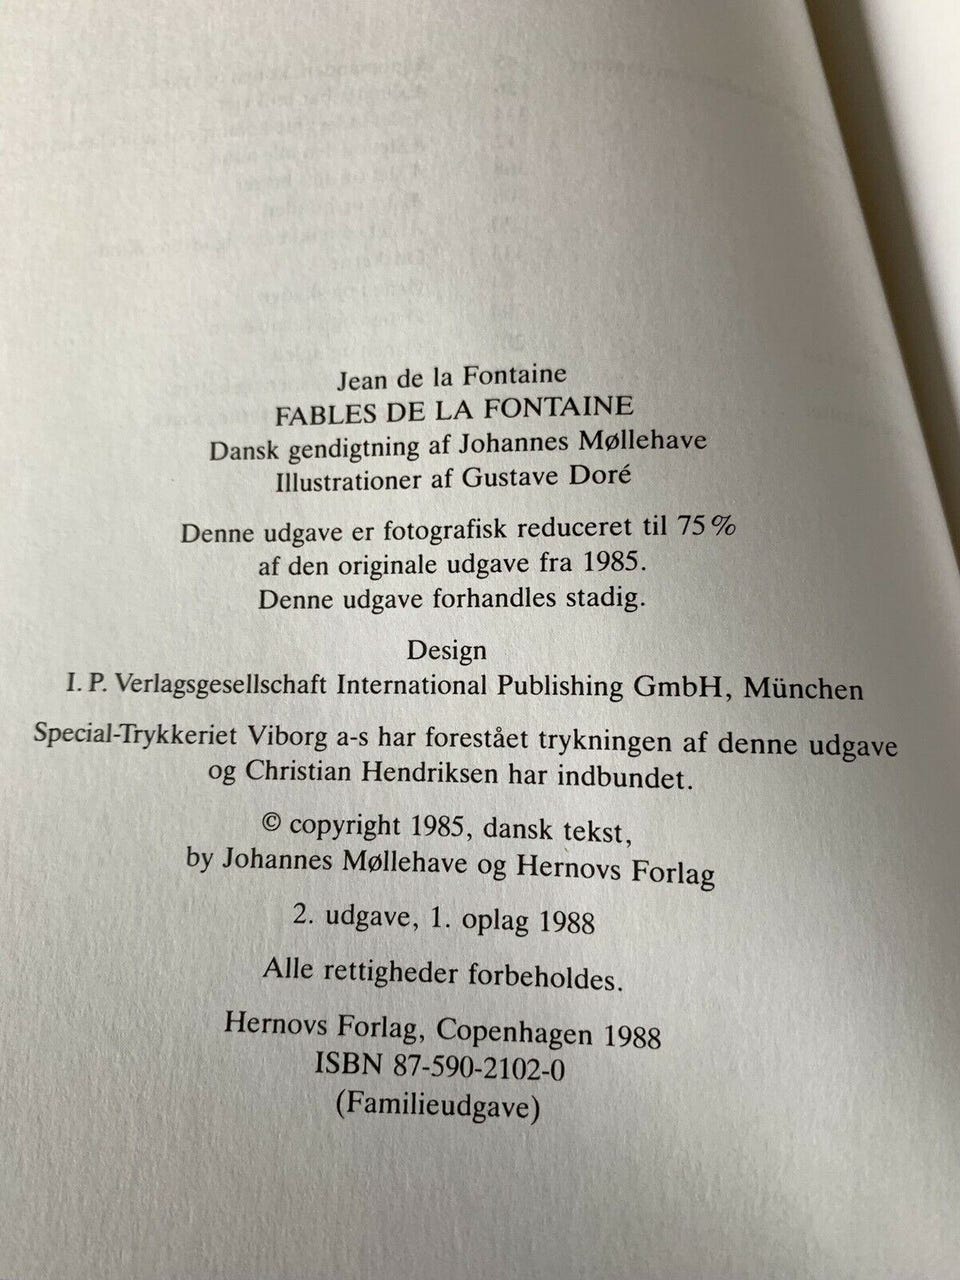 Jean de la Fontaine
FABLES DE LA FONTAINE
Dansk gendigtning af Johannes Møllehave
Illustrationer af Gustave Doré
Denne udgave er fotografisk reduceret til 75%
af den originale udgave fra 1985.
Denne udgave forhandles stadig.
Design
I. P. Verlagsgesellschaft International Publishing GmbH, München
Special-Trykkeriet Viborg a-s har forestået trykningen af denne udgave
og Christian Hendriksen har indbundet.
© copyright 1985, dansk tekst,
by Johannes Møllehave og Hernovs Forlag
2. udgave, 1. oplag 1988
Alle rettigheder forbeholdes.
Hernovs Forlag, Copenhagen 1988
ISBN 87-590-2102-0
(Familieudgave)